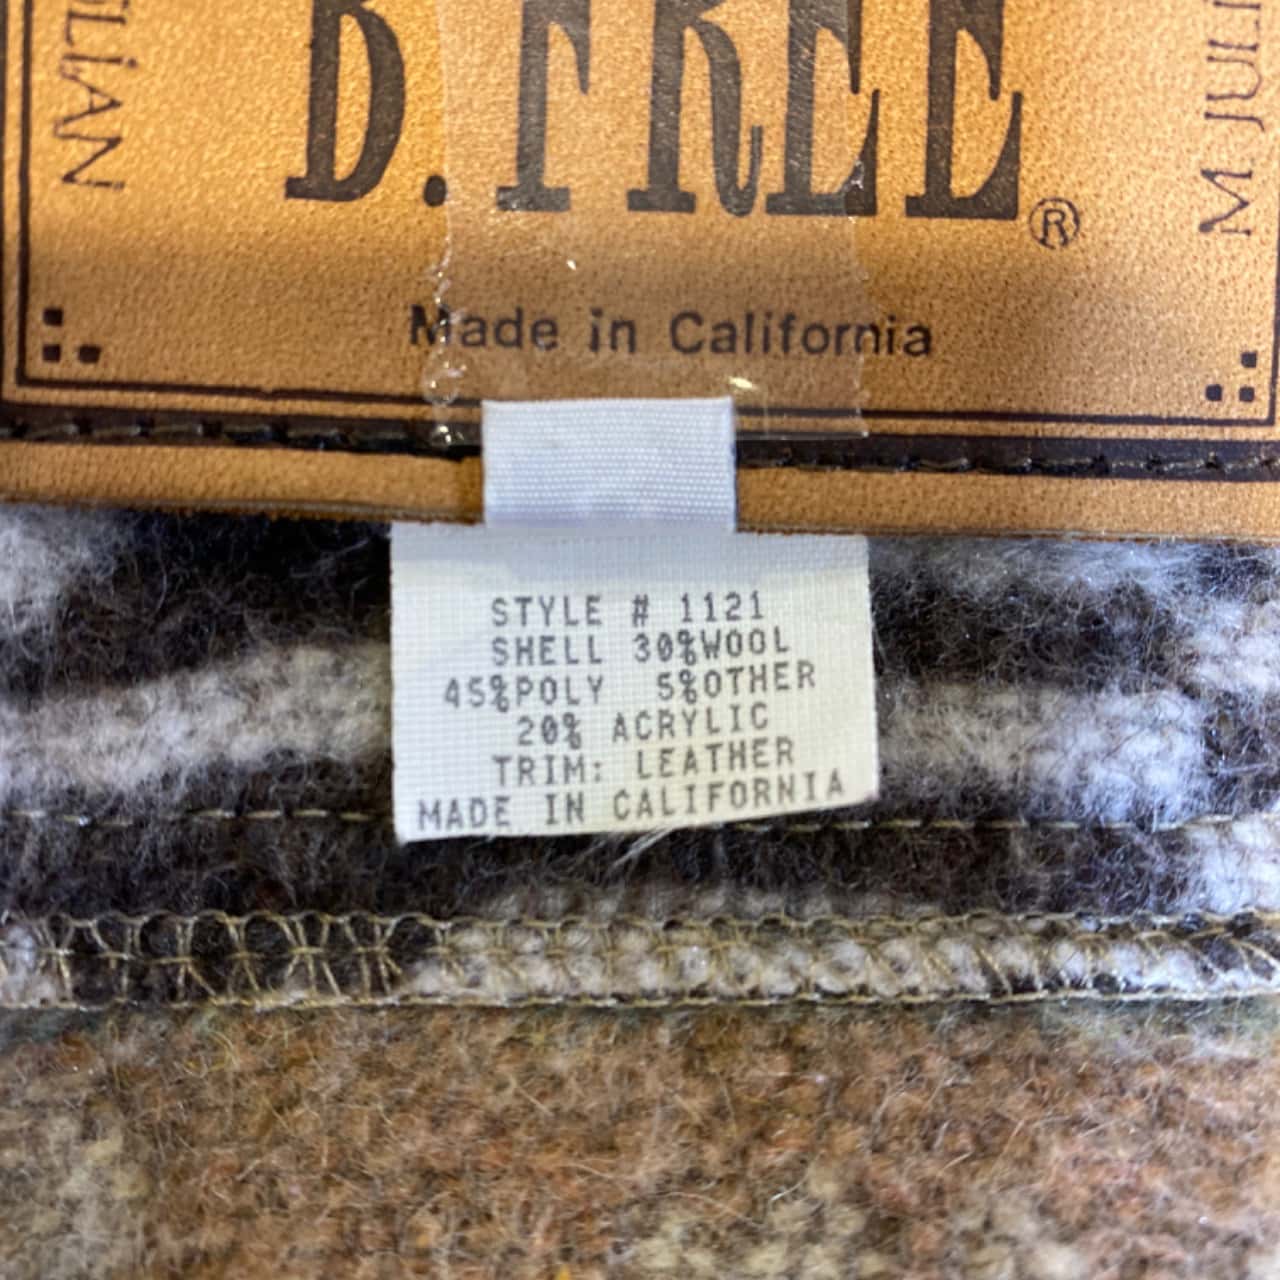 B. FREE®
Made in California
STYLE # 1121
SHELL 30%WOOL
45%POLY 5%OTHER
20% ACRYLIC
TRIM: LEATHER
MADE IN CALIFORNIA